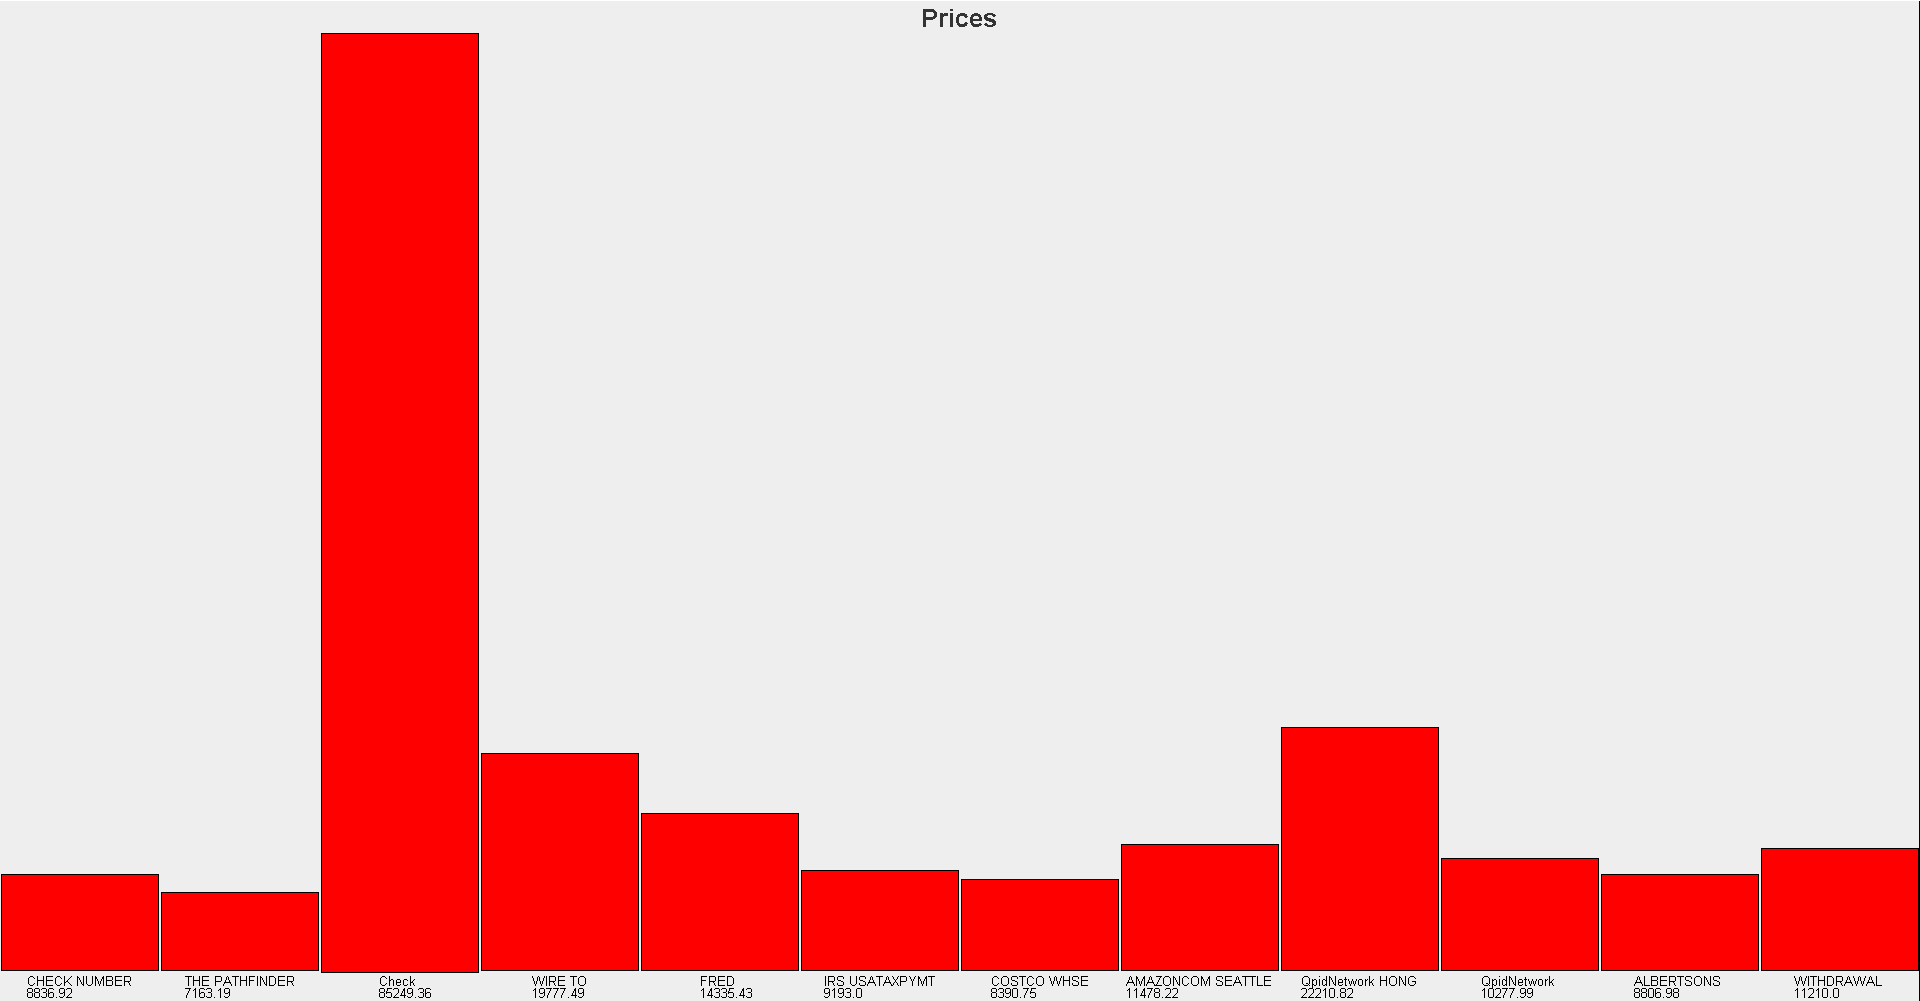 Prices
CHECK NUMBER
8836.92
THE PATHFINDER
7163.19
Check
85249.36
WIRE TO
19777.49
FRED
14335.43
IRS USATAXPYMT
9193.0
COSTCO WHSE
8390.75
AMAZONCOM SEATTLE
11478.22
QpidNetwork HONG
22210.82
QpidNetwork
10277.99
ALBERTSONS
8806.98
WITHDRAWAL
11210.0